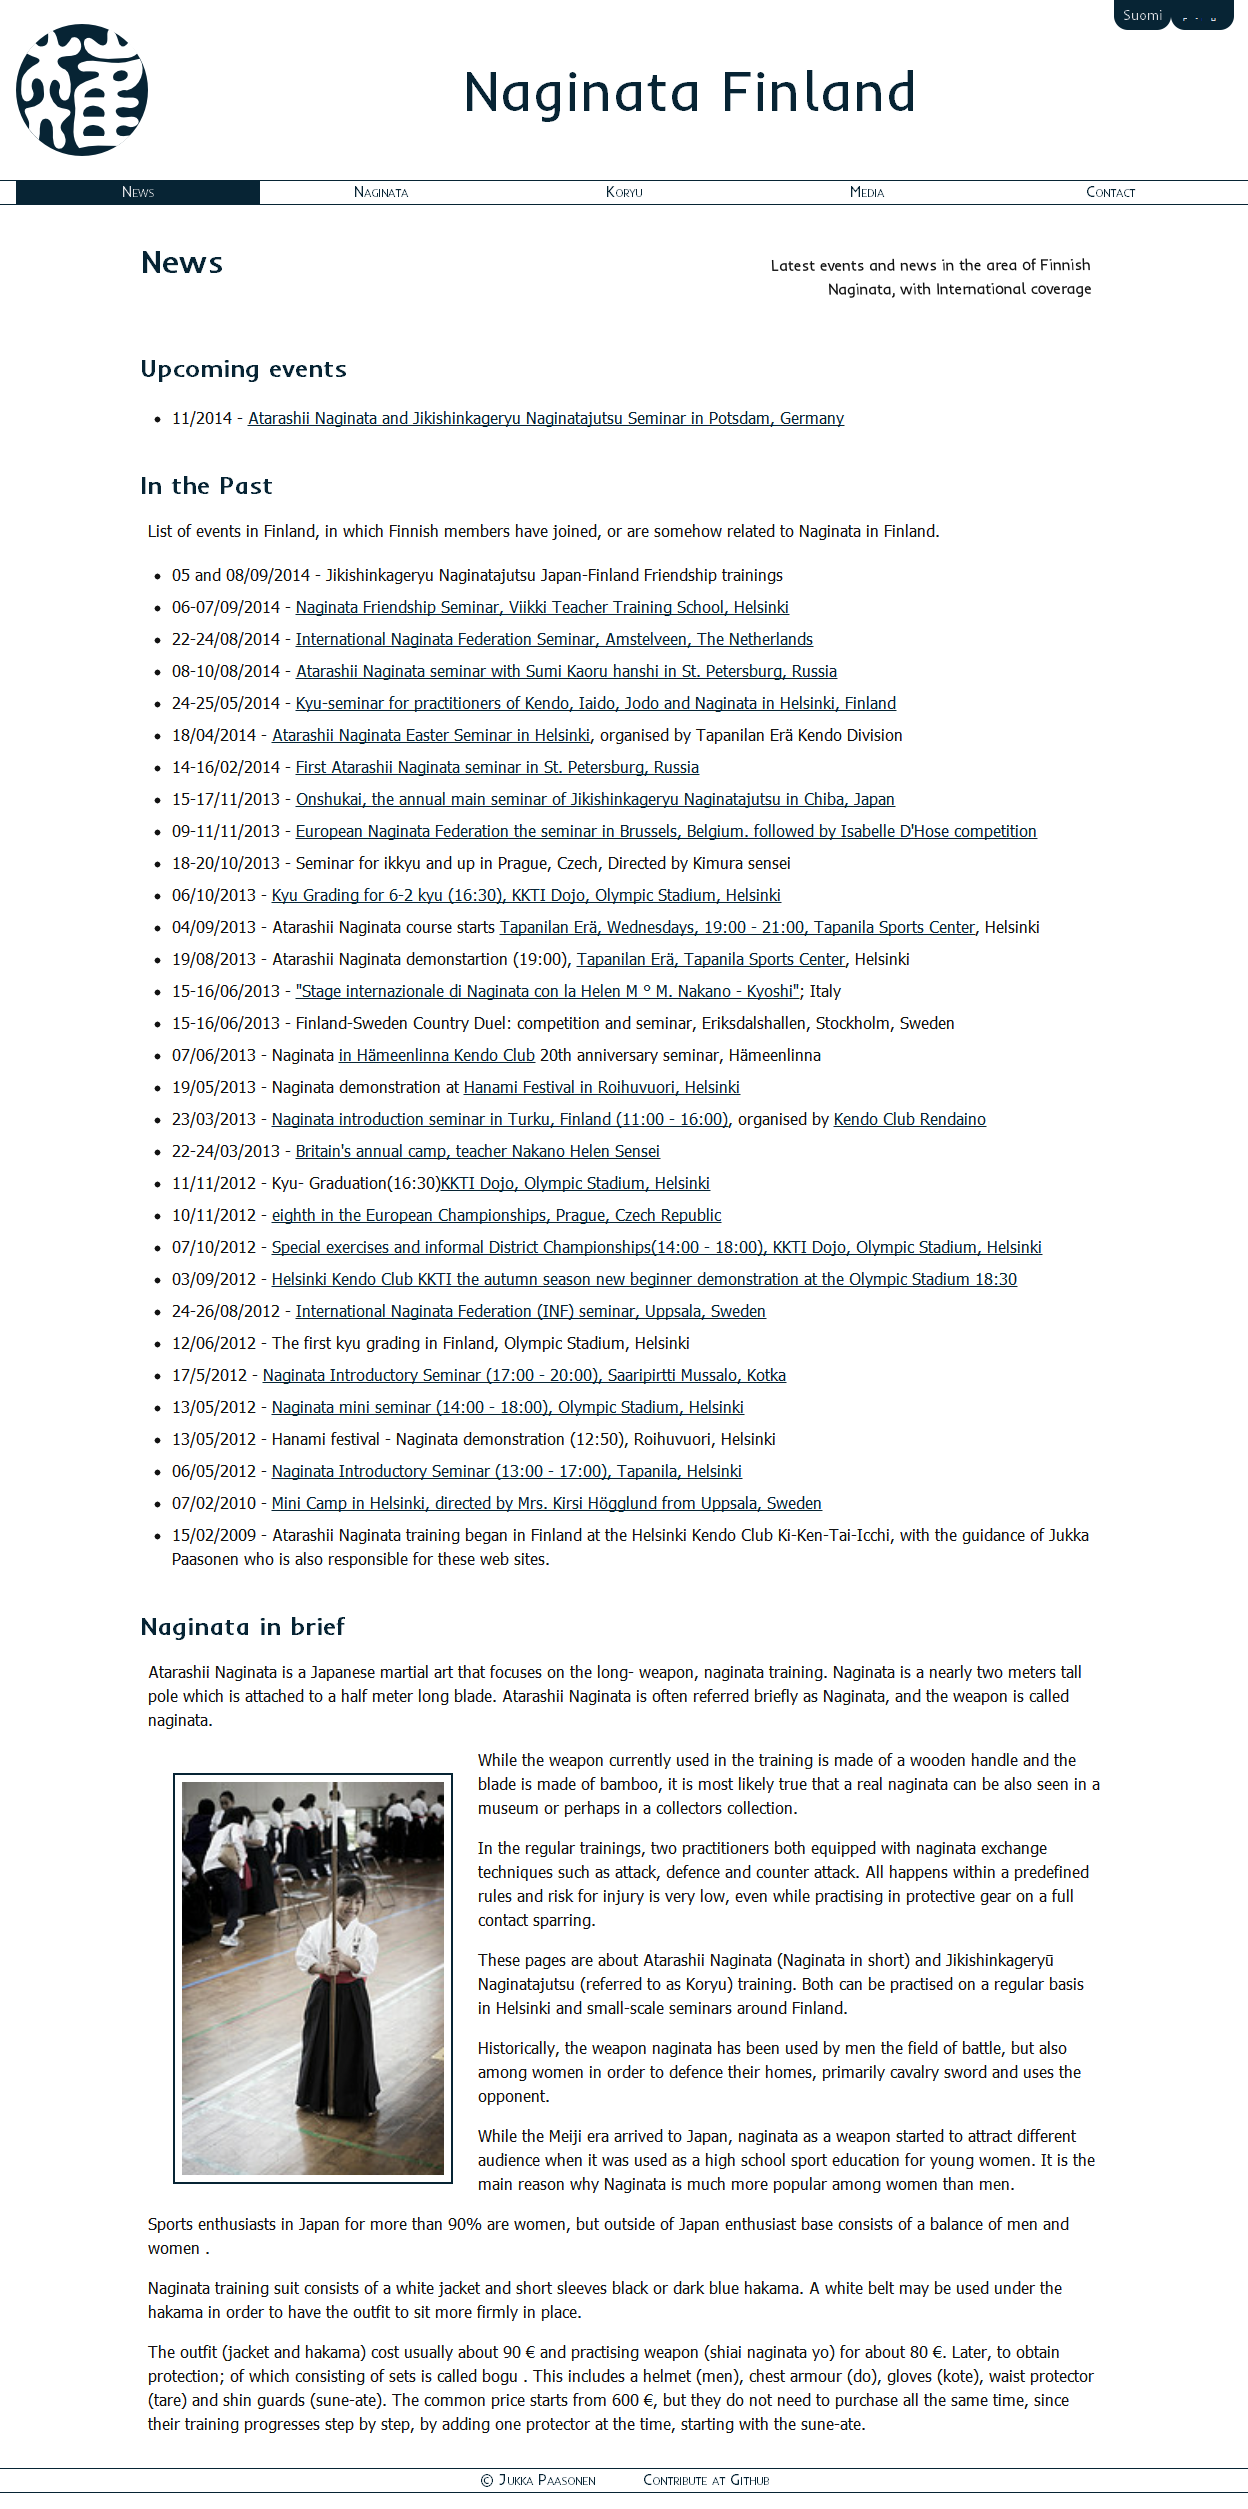 Suomi
Naginata Finland
News
Naginata
Koryu
Media
Contact
News
Latest events and news in the area of Finnish
Naginata, with International coverage
Upcoming events
11/2014 - Atarashii Naginata and Jikishinkageryu Naginatajutsu Seminar in Potsdam, Germany
In the Past
List of events in Finland, in which Finnish members have joined, or are somehow related to Naginata in Finland.
05 and 08/09/2014 - Jikishinkageryu Naginatajutsu Japan-Finland Friendship trainings
06-07/09/2014 - Naginata Friendship Seminar, Viikki Teacher Training School, Helsinki
22-24/08/2014 - International Naginata Federation Seminar, Amstelveen, The Netherlands
08-10/08/2014 - Atarashii Naginata seminar with Sumi Kaoru hanshi in St. Petersburg, Russia
24-25/05/2014 - Kyu-seminar for practitioners of Kendo, Iaido, Jodo and Naginata in Helsinki, Finland
18/04/2014 - Atarashii Naginata Easter Seminar in Helsinki, organised by Tapanilan Erä Kendo Division
14-16/02/2014 - First Atarashii Naginata seminar in St. Petersburg, Russia
15-17/11/2013 - Onshukai, the annual main seminar of Jikishinkageryu Naginatajutsu in Chiba, Japan
09-11/11/2013 - European Naginata Federation the seminar in Brussels, Belgium. followed by Isabelle D'Hose competition
18-20/10/2013 - Seminar for ikkyu and up in Prague, Czech, Directed by Kimura sensei
06/10/2013 - Kyu Grading for 6-2 kyu (16:30), KKTI Dojo, Olympic Stadium, Helsinki
04/09/2013 - Atarashii Naginata course starts Tapanilan Erä, Wednesdays, 19:00 - 21:00, Tapanila Sports Center, Helsinki
19/08/2013 - Atarashii Naginata demonstartion (19:00), Tapanilan Erä, Tapanila Sports Center, Helsinki
15-16/06/2013 - "Stage internazionale di Naginata con la Helen M ° M. Nakano - Kyoshi"; Italy
15-16/06/2013 - Finland-Sweden Country Duel: competition and seminar, Eriksdalshallen, Stockholm, Sweden
07/06/2013 - Naginata in Hämeenlinna Kendo Club 20th anniversary seminar, Hämeenlinna
19/05/2013 - Naginata demonstration at Hanami Festival in Roihuvuori, Helsinki
23/03/2013 - Naginata introduction seminar in Turku, Finland (11:00 - 16:00), organised by Kendo Club Rendaino
22-24/03/2013 - Britain's annual camp, teacher Nakano Helen Sensei
11/11/2012 - Kyu- Graduation(16:30)KKTI Dojo, Olympic Stadium, Helsinki
10/11/2012 - eighth in the European Championships, Prague, Czech Republic
07/10/2012 - Special exercises and informal District Championships(14:00 - 18:00), KKTI Dojo, Olympic Stadium, Helsinki
03/09/2012 - Helsinki Kendo Club KKTI the autumn season new beginner demonstration at the Olympic Stadium 18:30
24-26/08/2012 - International Naginata Federation (INF) seminar, Uppsala, Sweden
12/06/2012 - The first kyu grading in Finland, Olympic Stadium, Helsinki
17/5/2012 - Naginata Introductory Seminar (17:00 - 20:00), Saaripirtti Mussalo, Kotka
13/05/2012 - Naginata mini seminar (14:00 - 18:00), Olympic Stadium, Helsinki
13/05/2012 - Hanami festival - Naginata demonstration (12:50), Roihuvuori, Helsinki
06/05/2012 - Naginata Introductory Seminar (13:00 - 17:00), Tapanila, Helsinki
07/02/2010 - Mini Camp in Helsinki, directed by Mrs. Kirsi Högglund from Uppsala, Sweden
15/02/2009 - Atarashii Naginata training began in Finland at the Helsinki Kendo Club Ki-Ken-Tai-Icchi, with the guidance of Jukka
Paasonen who is also responsible for these web sites.
Naginata in brief
Atarashii Naginata is a Japanese martial art that focuses on the long- weapon, naginata training. Naginata is a nearly two meters tall
pole which is attached to a half meter long blade. Atarashii Naginata is often referred briefly as Naginata, and the weapon is called
naginata.
While the weapon currently used in the training is made of a wooden handle and the
blade is made of bamboo, it is most likely true that a real naginata can be also seen in a
museum or perhaps in a collectors collection.
In the regular trainings, two practitioners both equipped with naginata exchange
techniques such as attack, defence and counter attack. All happens within a predefined
rules and risk for injury is very low, even while practising in protective gear on a full
contact sparring.
These pages are about Atarashii Naginata (Naginata in short) and Jikishinkageryū
Naginatajutsu (referred to as Koryu) training. Both can be practised on a regular basis
in Helsinki and small-scale seminars around Finland.
Historically, the weapon naginata has been used by men the field of battle, but also
among women in order to defence their homes, primarily cavalry sword and uses the
opponent.
While the Meiji era arrived to Japan, naginata as a weapon started to attract different
audience when it was used as a high school sport education for young women. It is the
main reason why Naginata is much more popular among women than men.
Sports enthusiasts in Japan for more than 90% are women, but outside of Japan enthusiast base consists of a balance of men and
women .
Naginata training suit consists of a white jacket and short sleeves black or dark blue hakama. A white belt may be used under the
hakama in order to have the outfit to sit more firmly in place.
The outfit (jacket and hakama) cost usually about 90 € and practising weapon (shiai naginata yo) for about 80 €. Later, to obtain
protection; of which consisting of sets is called bogu . This includes a helmet (men), chest armour (do), gloves (kote), waist protector
(tare) and shin guards (sune-ate). The common price starts from 600 €, but they do not need to purchase all the same time, since
their training progresses step by step, by adding one protector at the time, starting with the sune-ate.
© Jukka Paasonen
Contribute at Github